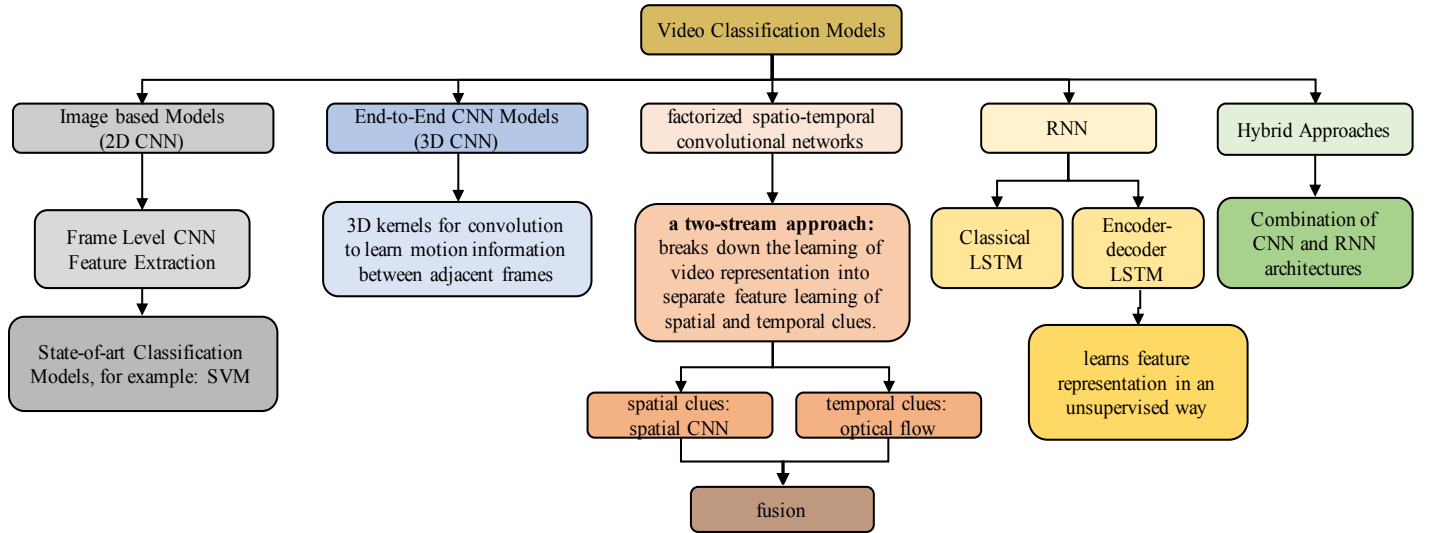 Video Classification Models
Image based Models
(2D CNN)
End-to-End CNN Models
(3D CNN)
factorized spatio-temporal
convolutional networks
RNN
Hybrid Approaches
Frame Level CNN
Feature Extraction
3D kernels for convolution
to learn motion information
between adjacent frames
a two-stream approach:
breaks down the learning of
video representation into
separate feature learning of
spatial and temporal clues.
Classical
LSTM
Encoder-
decoder
LSTM
Combination of
CNN and RNN
architectures
State-of-art Classification
Models, for example: SVM
learns feature
representation in an
unsupervised way
spatial clues:
spatial CNN
temporal clues:
optical flow
fusion